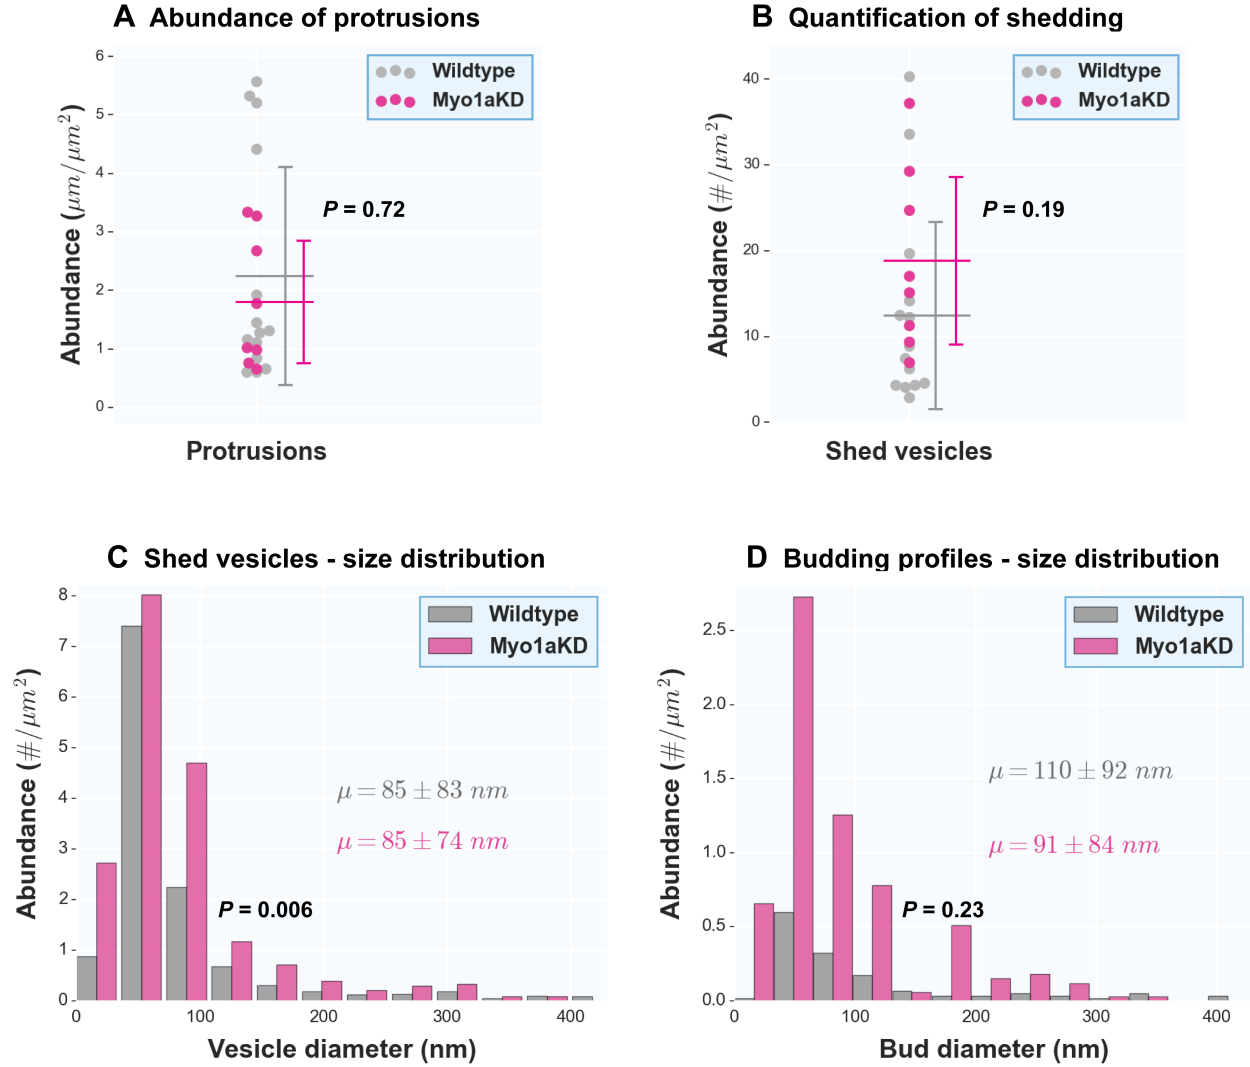 A Abundance of protrusions
Wildtype
Myo1aKD
Abundance (μm/μm²)
6
5
4
3
2
1
0
P = 0.72
Protrusions
B Quantification of shedding
Wildtype
Myo1aKD
Abundance (#/μm²)
40
30
20
10
0
P = 0.19
Shed vesicles
C Shed vesicles - size distribution
Wildtype
Myo1aKD
Abundance (#/μm²)
8
7
6
5
4
3
2
1
0
μ = 85 ± 83 nm
μ = 85 ± 74 nm
P = 0.006
0 100 200 300 400
Vesicle diameter (nm)
D Budding profiles - size distribution
Wildtype
Myo1aKD
Abundance (#/μm²)
2.5
2.0
1.5
1.0
0.5
0.0
μ = 110 ± 92 nm
μ = 91 ± 84 nm
P = 0.23
0 100 200 300 400
Bud diameter (nm)